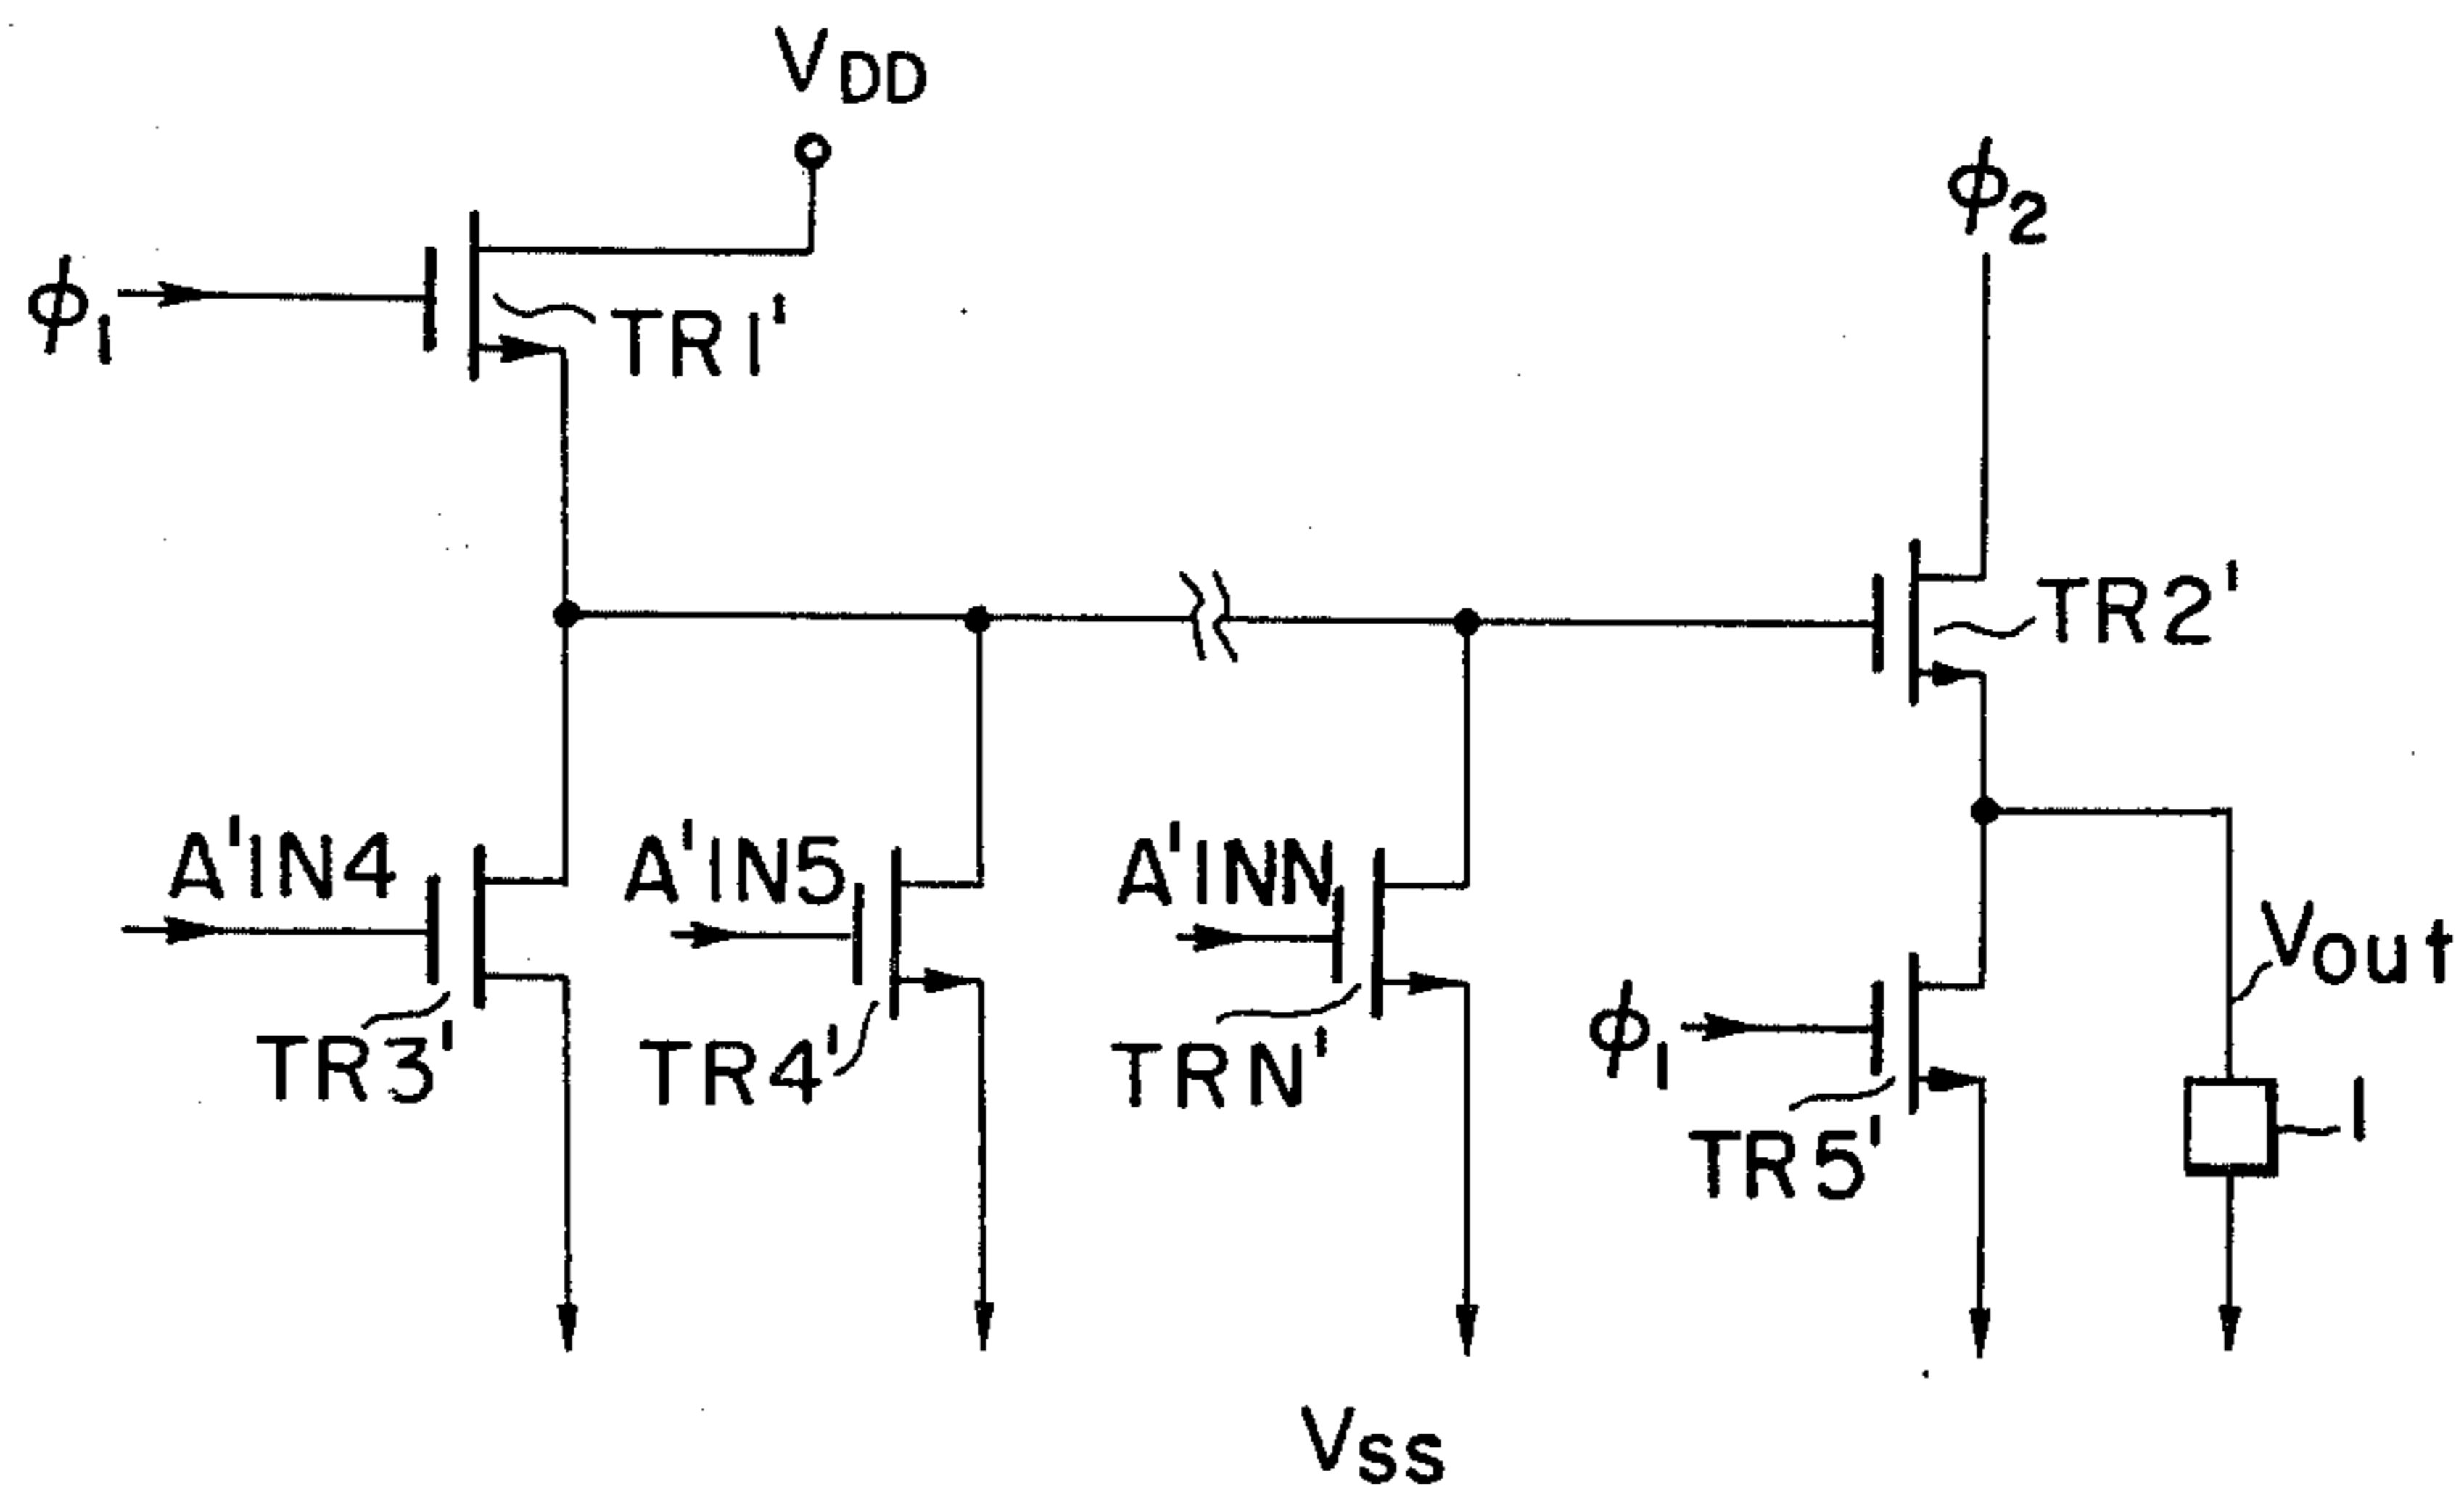 VDD
ϕ1
TR1'
ϕ2
TR2'
A'IN4
A'IN5
A'INN
TR3'
TR4'
TRN'
ϕ1
TR5'
Vout
1
Vss